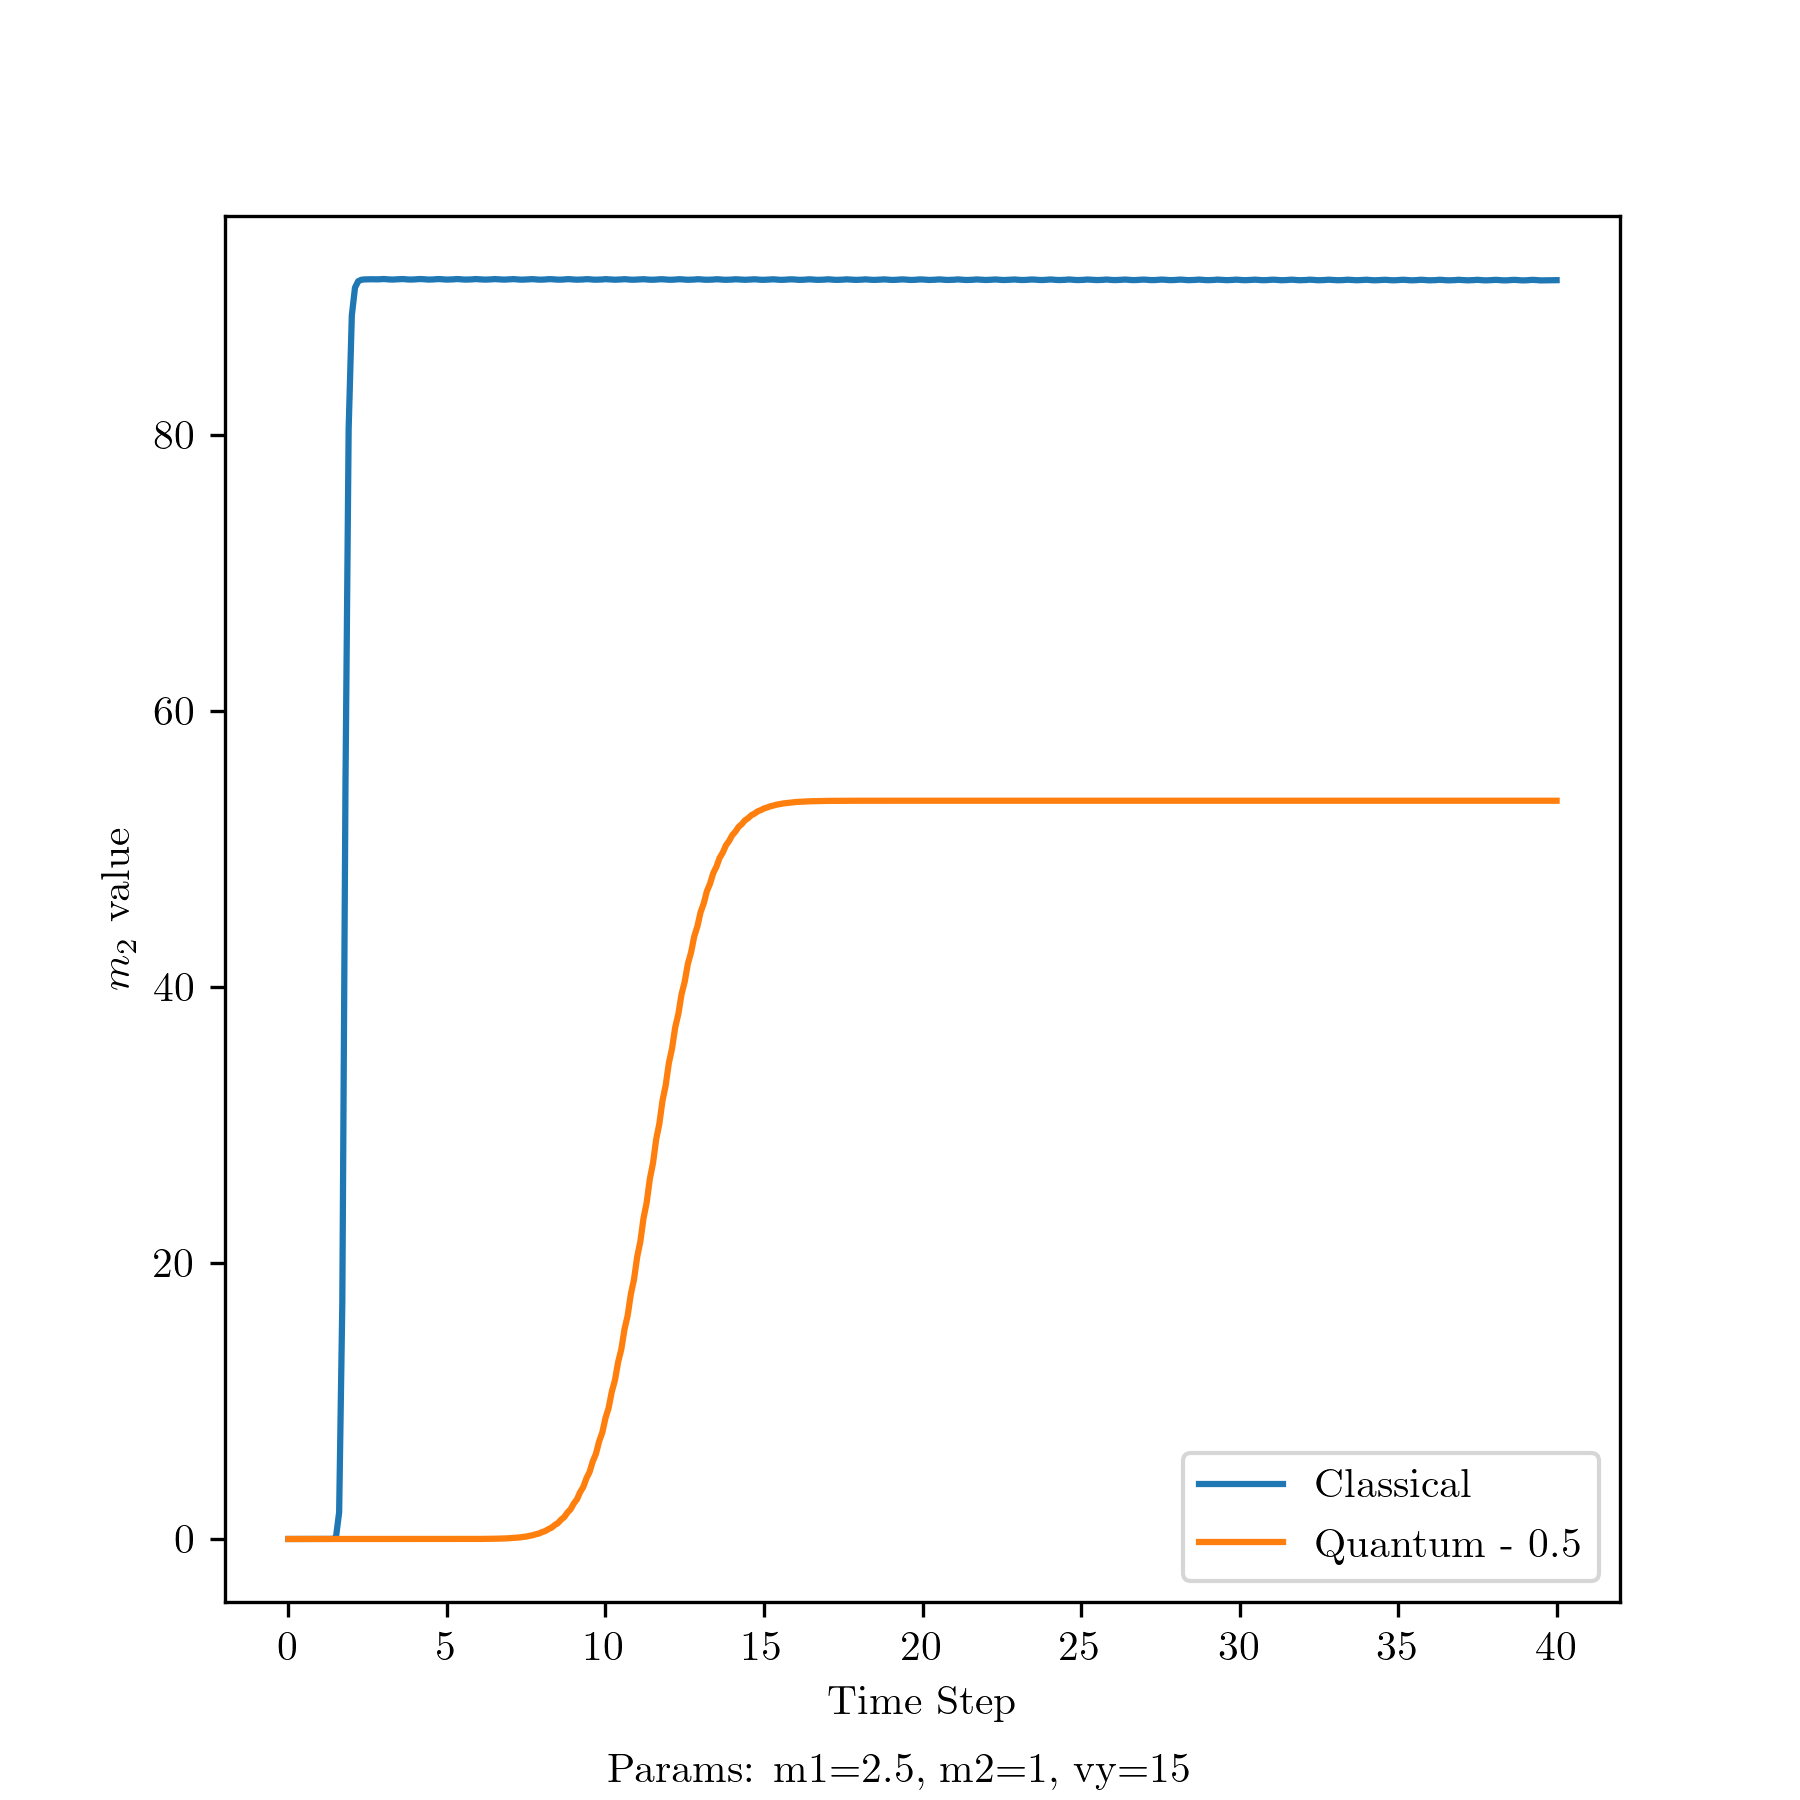 80
60
40
20
0
m₂ value
Classical
Quantum - 0.5
0 5 10 15 20 25 30 35 40
Time Step
Params: m1=2.5, m2=1, vy=15